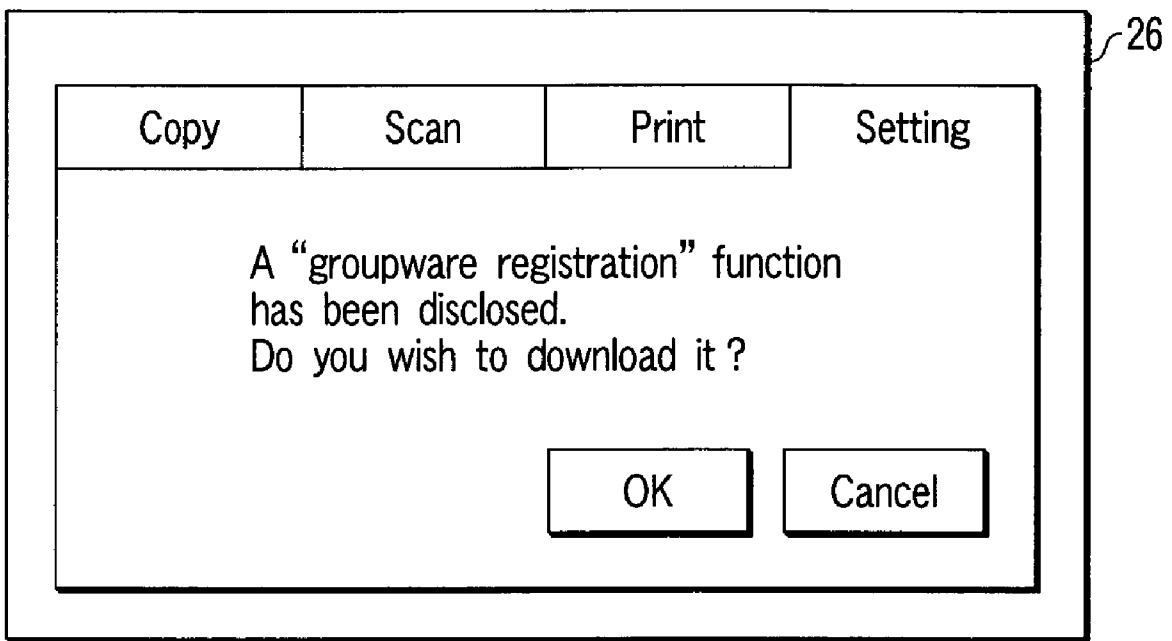 26
Copy Scan Print Setting
A “groupware registration” function
has been disclosed.
Do you wish to download it ?
OK Cancel